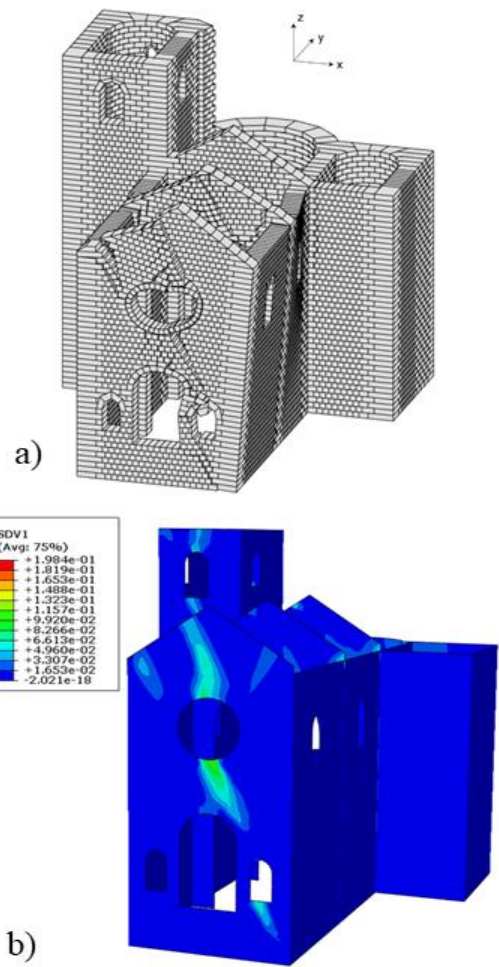 z
y
x
a)
SDV1
(Avg: 75%)
+1.984e-01
+1.819e-01
+1.653e-01
+1.488e-01
+1.323e-01
+1.157e-01
+9.920e-02
+8.266e-02
+6.613e-02
+4.960e-02
+3.307e-02
+1.653e-02
-2.021e-18
b)